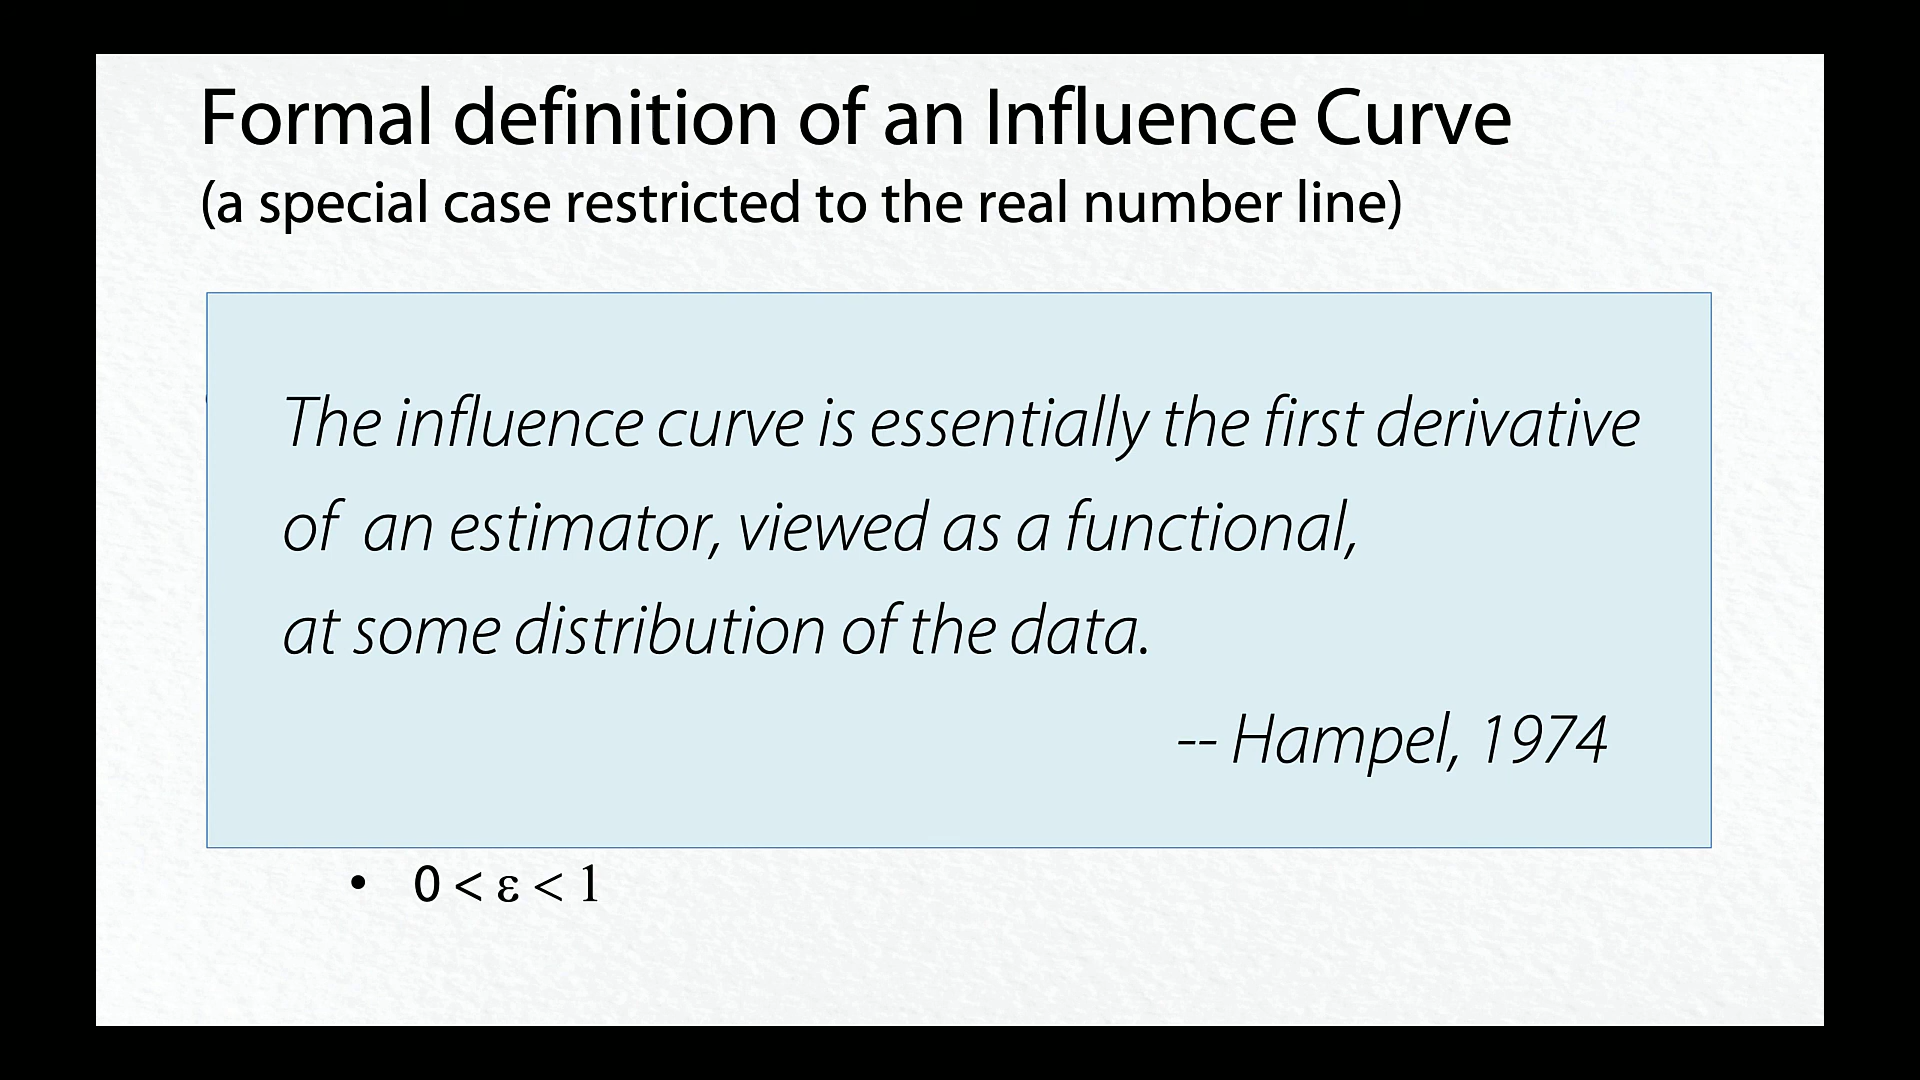 Formal definition of an Influence Curve
(a special case restricted to the real number line)
The influence curve is essentially the first derivative
of an estimator, viewed as a functional,
at some distribution of the data.
-- Hampel, 1974
• 0 < ε < 1